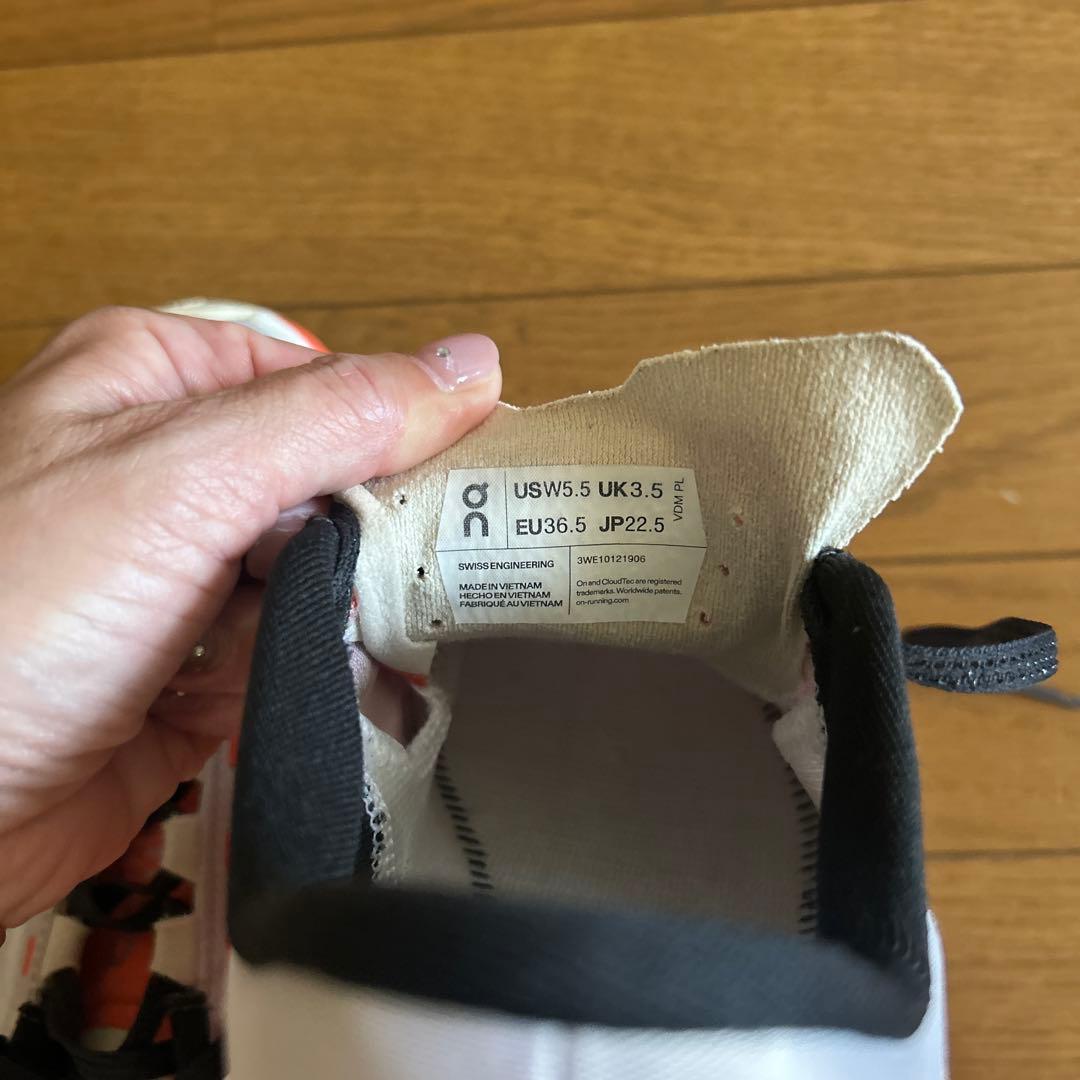 on
USW5.5 UK3.5
EU36.5 JP22.5
VDM PL
SWISS ENGINEERING
MADE IN VIETNAM
HECHO EN VIETNAM
FABRIQUÉ AU VIETNAM
3WE10121906
On and CloudTec are registered
trademarks. Worldwide patents.
on-running.com